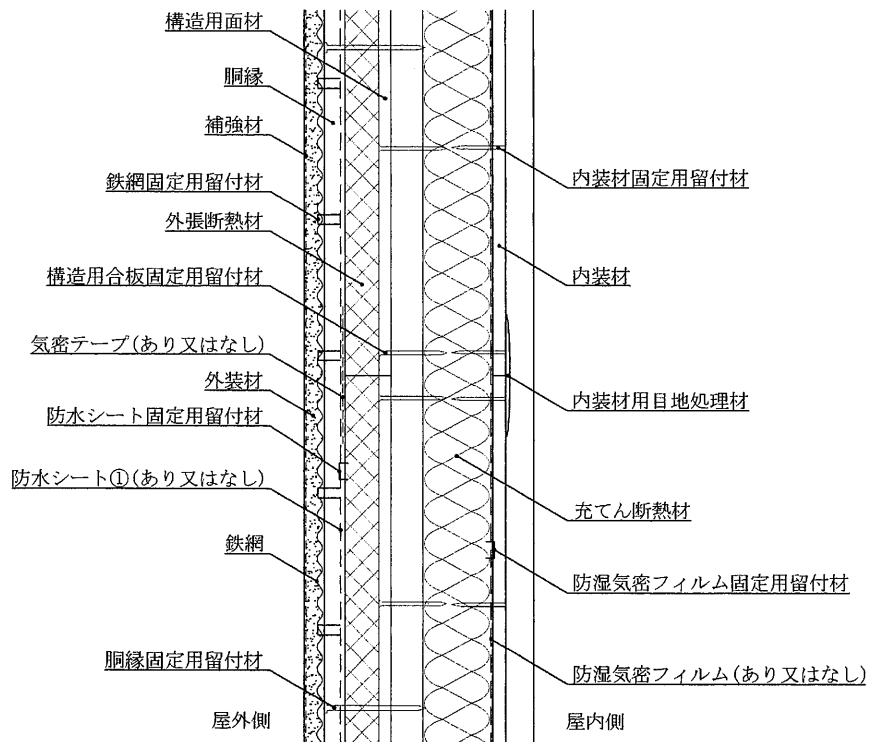 構造用面材
胴縁
補強材
鉄網固定用留付材
外張断熱材
構造用合板固定用留付材
気密テープ(あり又はなし)
外装材
防水シート固定用留付材
防水シート①(あり又はなし)
鉄網
胴縁固定用留付材
屋外側
内装材固定用留付材
内装材
内装材用目地処理材
充てん断熱材
防湿気密フィルム固定用留付材
防湿気密フィルム(あり又はなし)
屋内側